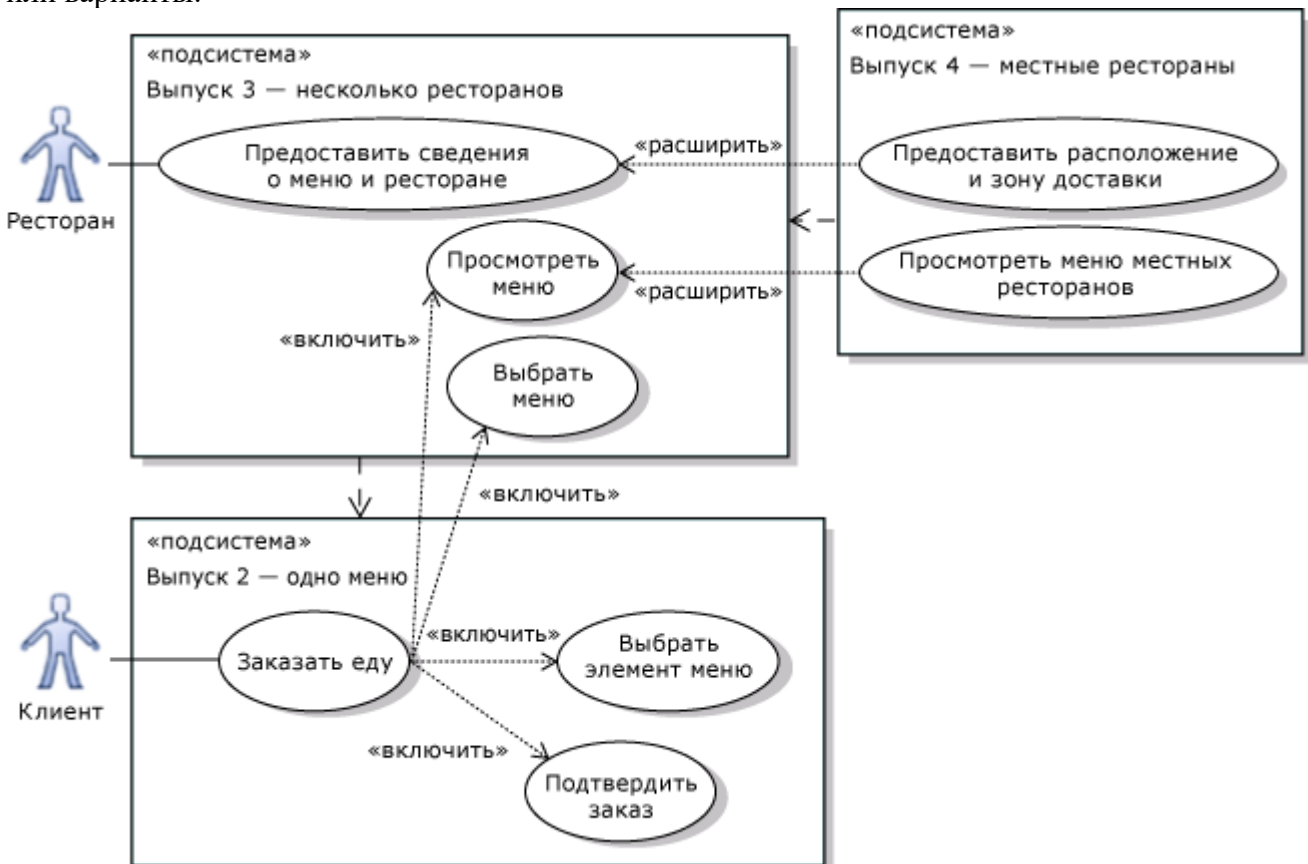 или варианты.
«подсистема»
Выпуск 3 — несколько ресторанов
Предоставить сведения
о меню и ресторане
Ресторан
Просмотреть
меню
«включить»
Выбрать
меню
«расширить»
«расширить»
«подсистема»
Выпуск 4 — местные рестораны
Предоставить расположение
и зону доставки
Просмотреть меню местных
ресторанов
«включить»
«подсистема»
Выпуск 2 — одно меню
Клиент
Заказать еду
«включить»
Выбрать
элемент меню
«включить»
Подтвердить
заказ